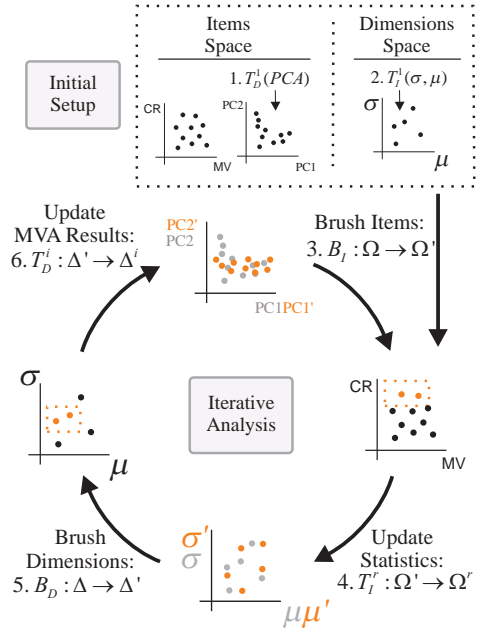 Items
Space
Dimensions
Space
Initial
Setup
1. T_D^1(PCA)
2. T_I^1(σ, μ)
CR
MV
PC2
PC1
σ
μ
Update
MVA Results:
6. T_D^i : Δ' → Δ^i
PC2'
PC2
PC1PC1'
Brush Items:
3. B_I : Ω → Ω'
σ
μ
Iterative
Analysis
CR
MV
Brush
Dimensions:
5. B_D : Δ → Δ'
σ'
σ
μμ'
Update
Statistics:
4. T_I^r : Ω' → Ω^r